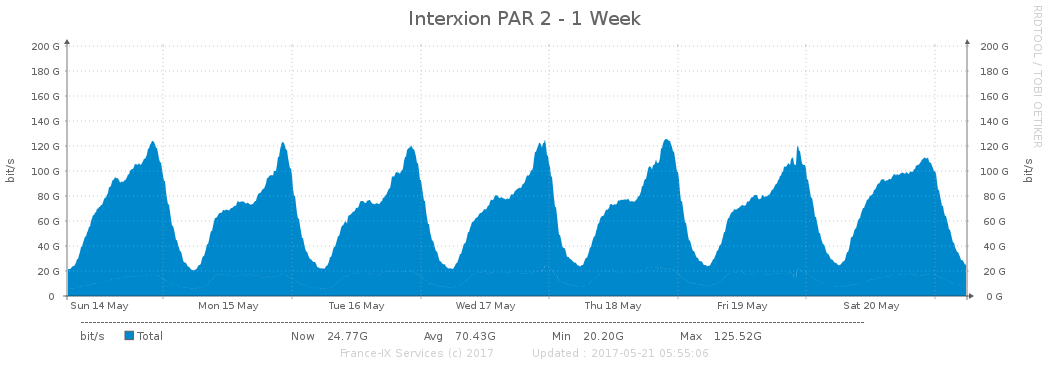 Interxion PAR 2 - 1 Week
RRDTOOL / TOBI OETIKER
bit/s
200 G
180 G
160 G
140 G
120 G
100 G
80 G
60 G
40 G
20 G
0
200 G
180 G
160 G
140 G
120 G
100 G
80 G
60 G
40 G
20 G
0 G
bit/s
Sun 14 May Mon 15 May Tue 16 May Wed 17 May Thu 18 May Fri 19 May Sat 20 May
bit/s Total Now 24.77G Avg 70.43G Min 20.20G Max 125.52G
France-IX Services (c) 2017 Updated : 2017-05-21 05:55:06